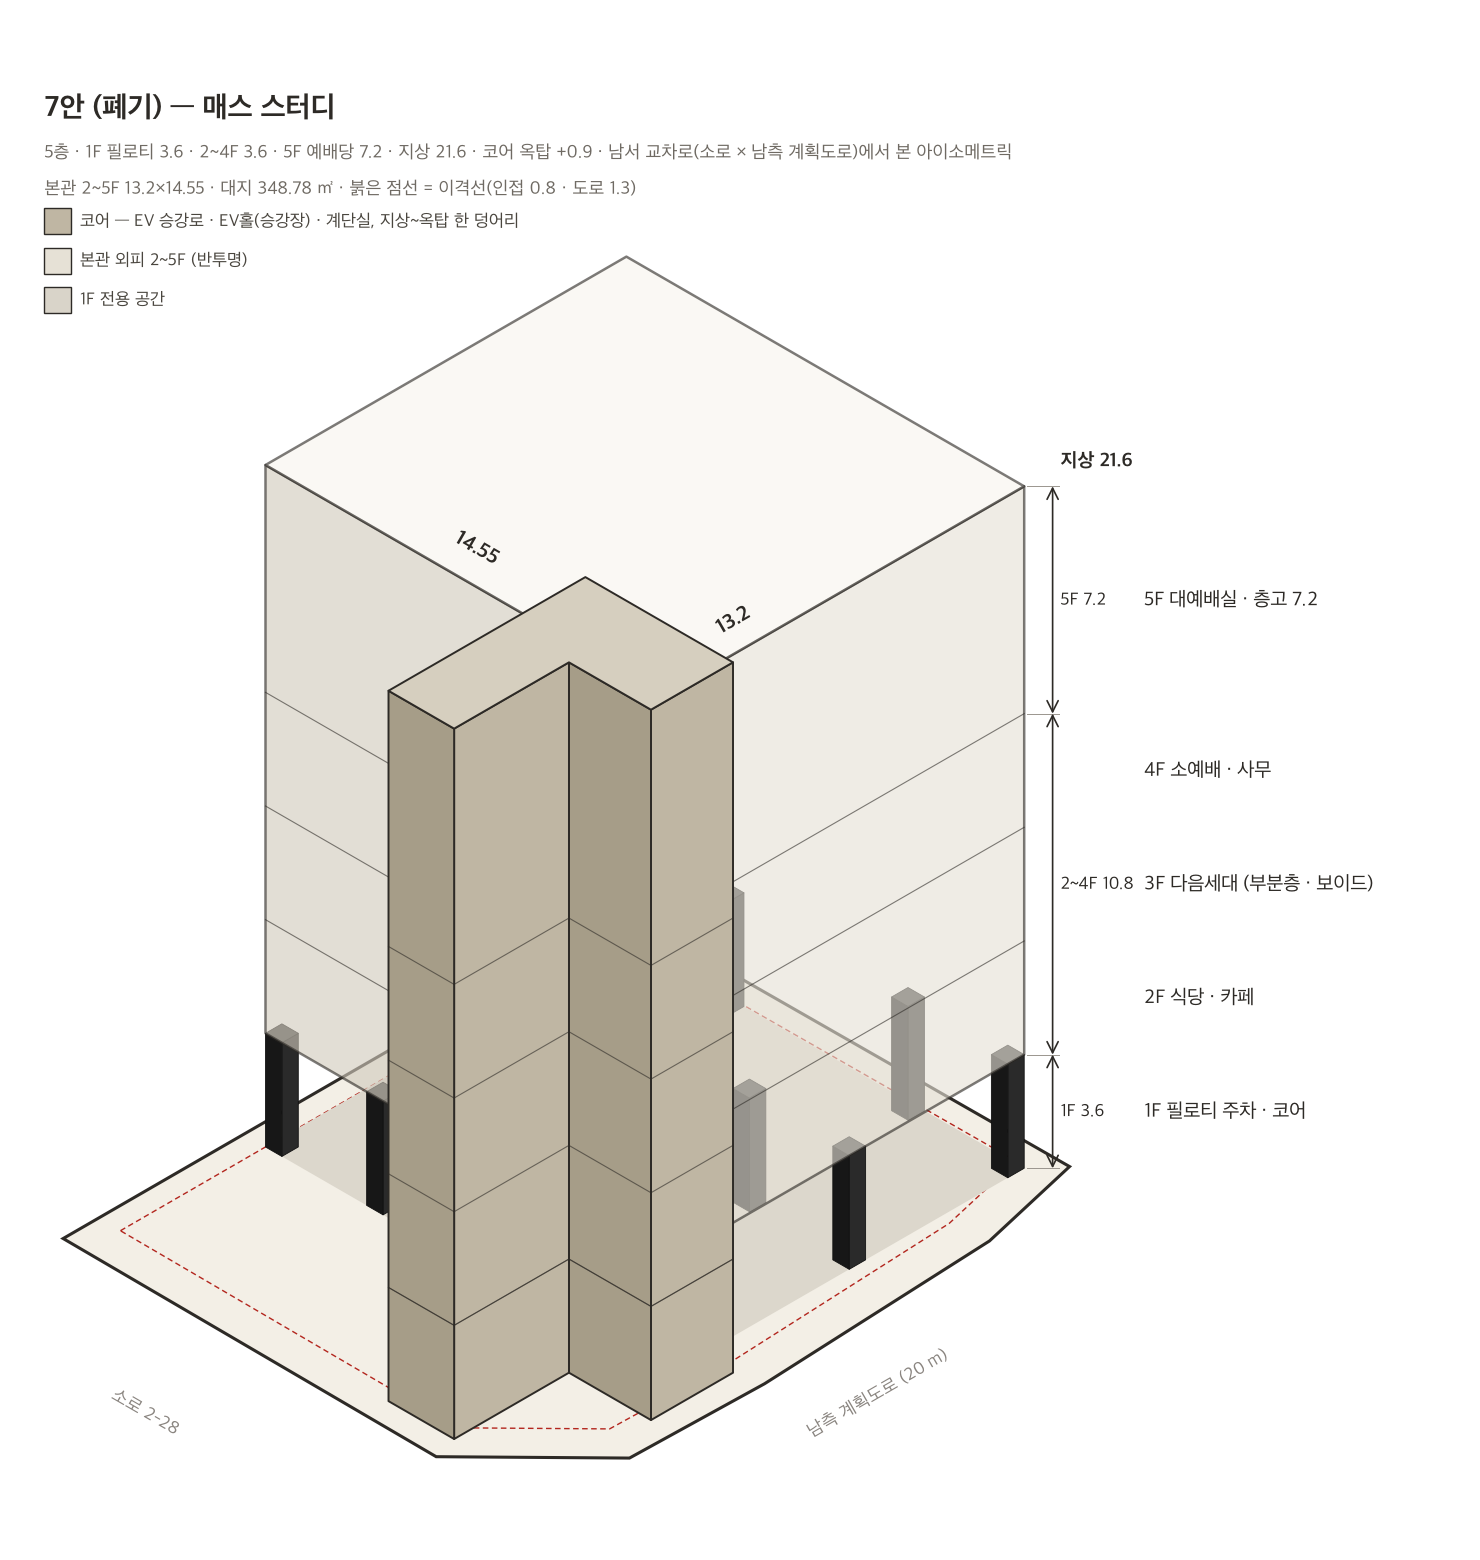 7안 (폐기) — 매스 스터디
5층 · 1F 필로티 3.6 · 2~4F 3.6 · 5F 예배당 7.2 · 지상 21.6 · 코어 옥탑 +0.9 · 남서 교차로(소로 × 남측 계획도로)에서 본 아이소메트릭
본관 2~5F 13.2×14.55 · 대지 348.78 ㎡ · 붉은 점선 = 이격선(인접 0.8 · 도로 1.3)
코어 — EV 승강로 · EV홀(승강장) · 계단실, 지상~옥탑 한 덩어리
본관 외피 2~5F (반투명)
1F 전용 공간
지상 21.6
14.55
13.2
5F 7.2
5F 대예배실 · 층고 7.2
4F 소예배 · 사무
2~4F 10.8
3F 다음세대 (부분층 · 보이드)
2F 식당 · 카페
1F 3.6
1F 필로티 주차 · 코어
소로 2-28
남측 계획도로 (20 m)